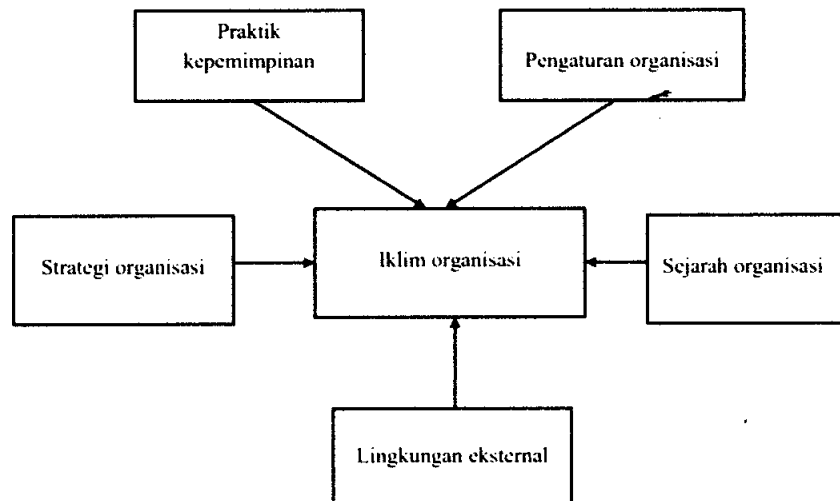 Praktik
kepemimpinan
Pengaturan organisasi
Strategi organisasi
Iklim organisasi
Sejarah organisasi
Lingkungan eksternal